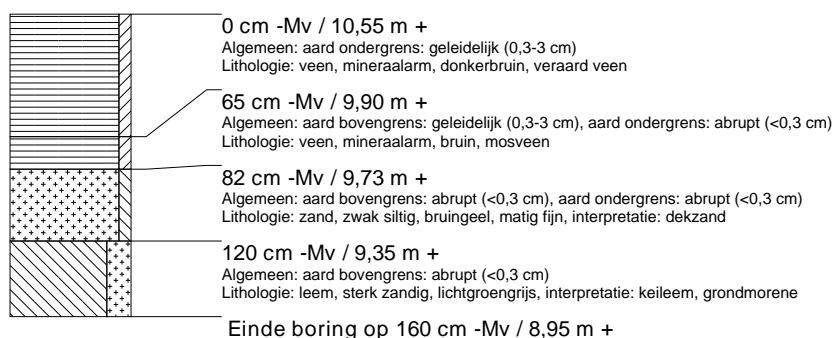 0 cm -Mv / 10,55 m +
Algemeen: aard ondergrens: geleidelijk (0,3-3 cm)
Lithologie: veen, mineraalarm, donkerbruin, veraard veen
65 cm -Mv / 9,90 m +
Algemeen: aard bovengrens: geleidelijk (0,3-3 cm), aard ondergrens: abrupt (<0,3 cm)
Lithologie: veen, mineraalarm, bruin, mosveen
82 cm -Mv / 9,73 m +
Algemeen: aard bovengrens: abrupt (<0,3 cm), aard ondergrens: abrupt (<0,3 cm)
Lithologie: zand, zwak siltig, bruingeel, matig fijn, interpretatie: dekzand
120 cm -Mv / 9,35 m +
Algemeen: aard bovengrens: abrupt (<0,3 cm)
Lithologie: leem, sterk zandig, lichtgroengrijs, interpretatie: keileem, grondmorene
Einde boring op 160 cm -Mv / 8,95 m +